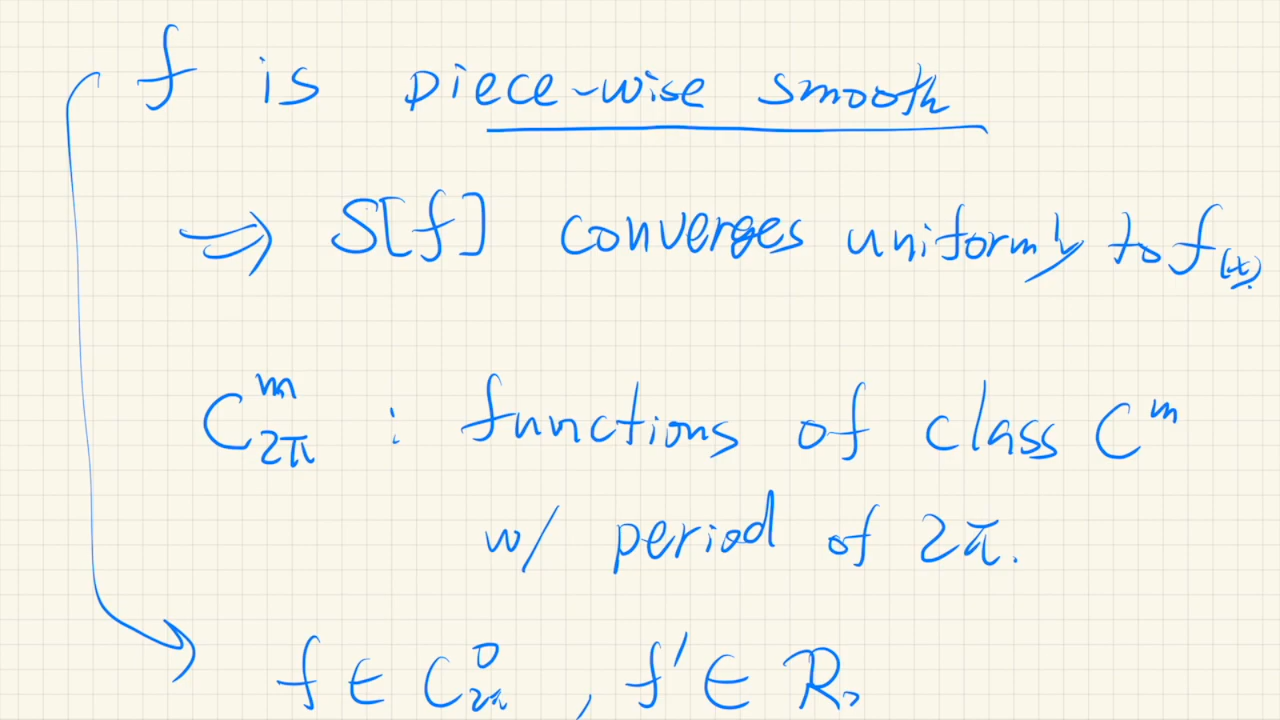 f is piece-wise smooth
⇒ S[f] converges uniformly to f(x).
C^m_{2π} : functions of class C^m
w/ period of 2π.
f ∈ C^0_{2π}, f' ∈ R,